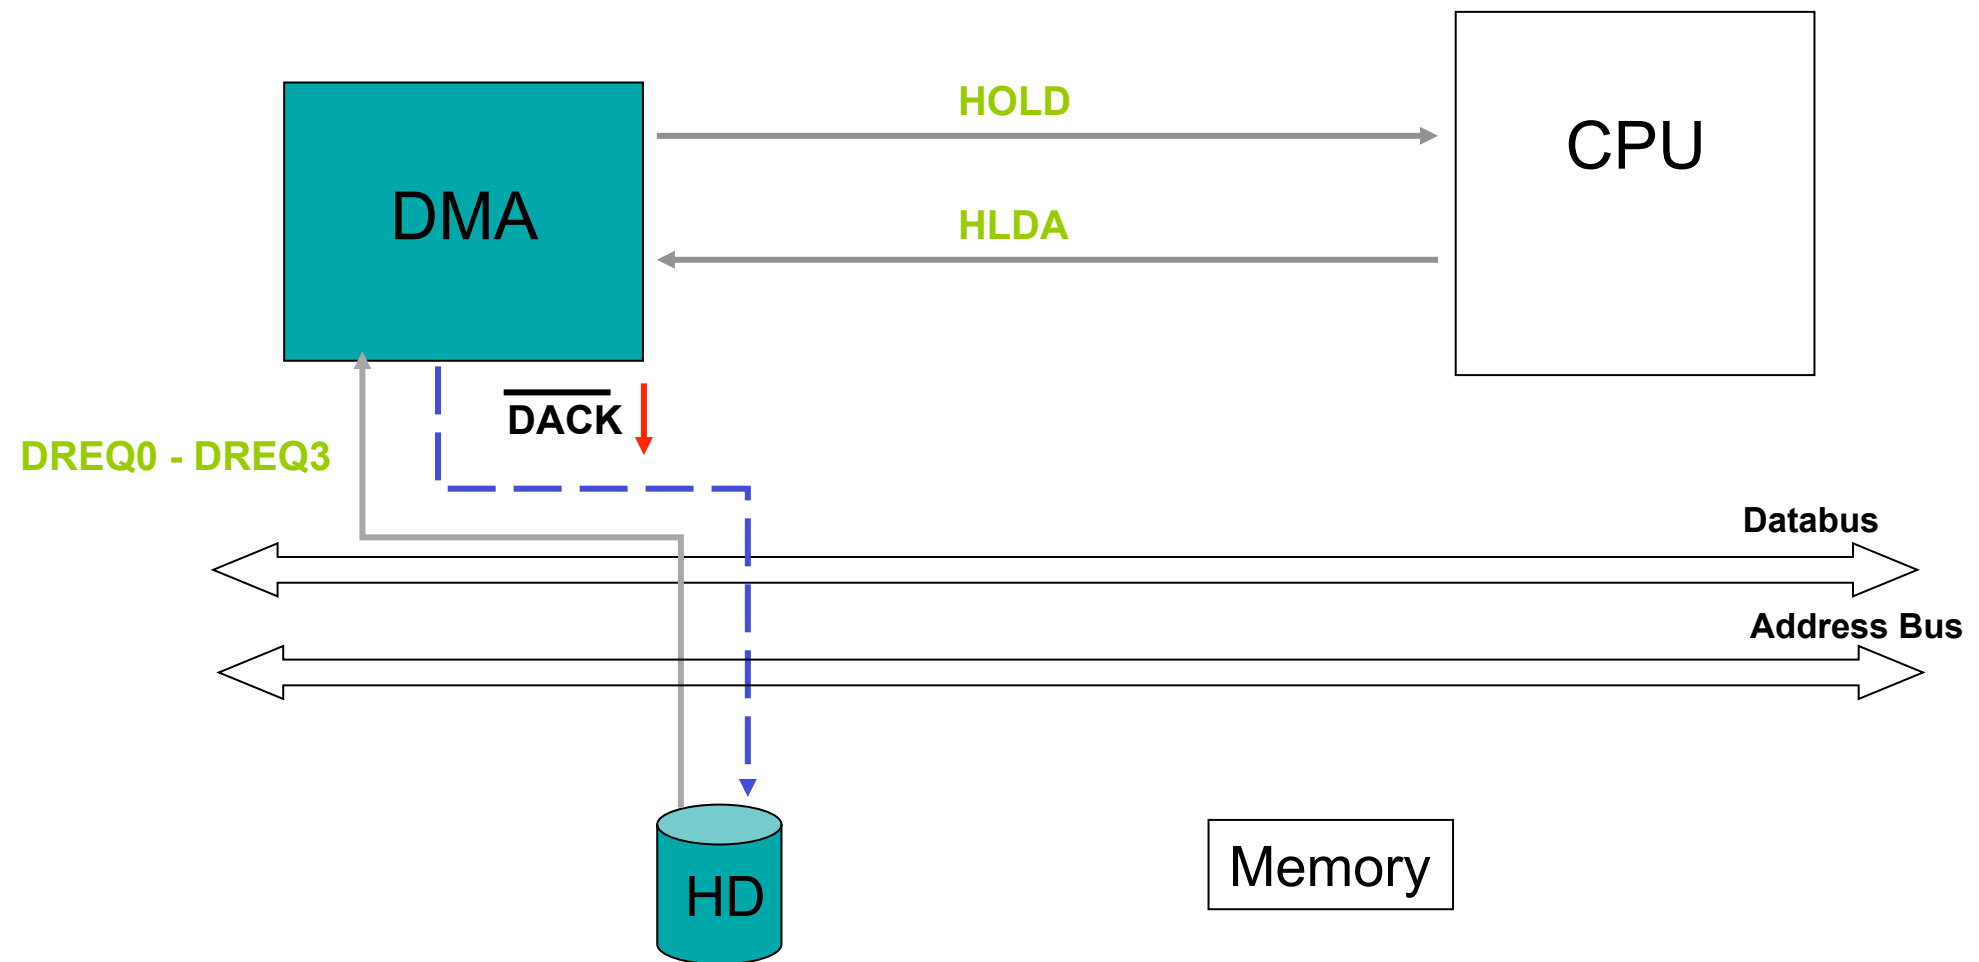 HOLD
CPU
DMA
HLDA
DACK
DREQ0 - DREQ3
Databus
Address Bus
Memory
HD